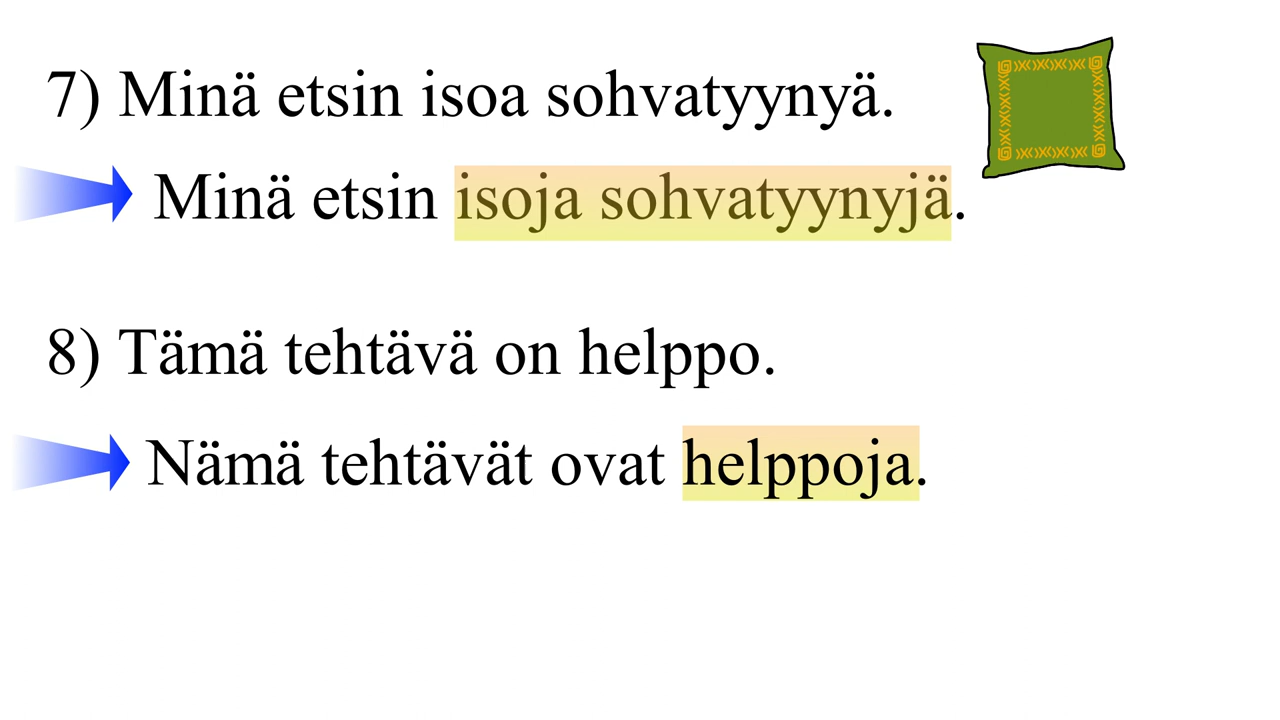 7) Minä etsin isoa sohvatyynyä.
Minä etsin isoja sohvatyynyjä.
8) Tämä tehtävä on helppo.
Nämä tehtävät ovat helppoja.